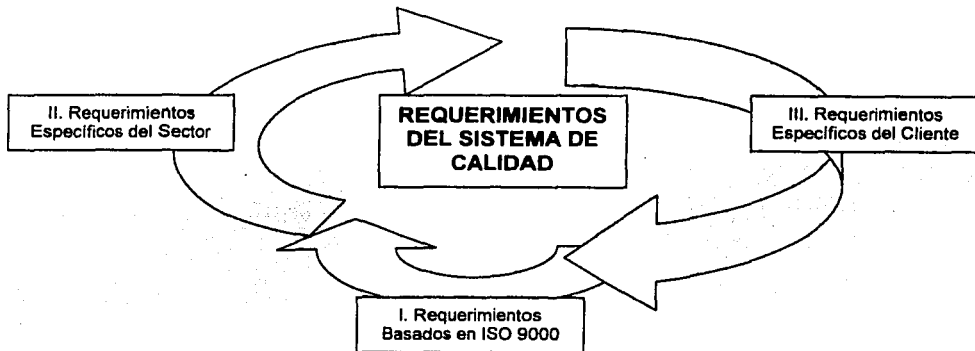 II. Requerimientos
Específicos del Sector
REQUERIMIENTOS
DEL SISTEMA DE
CALIDAD
III. Requerimientos
Específicos del Cliente
I. Requerimientos
Basados en ISO 9000